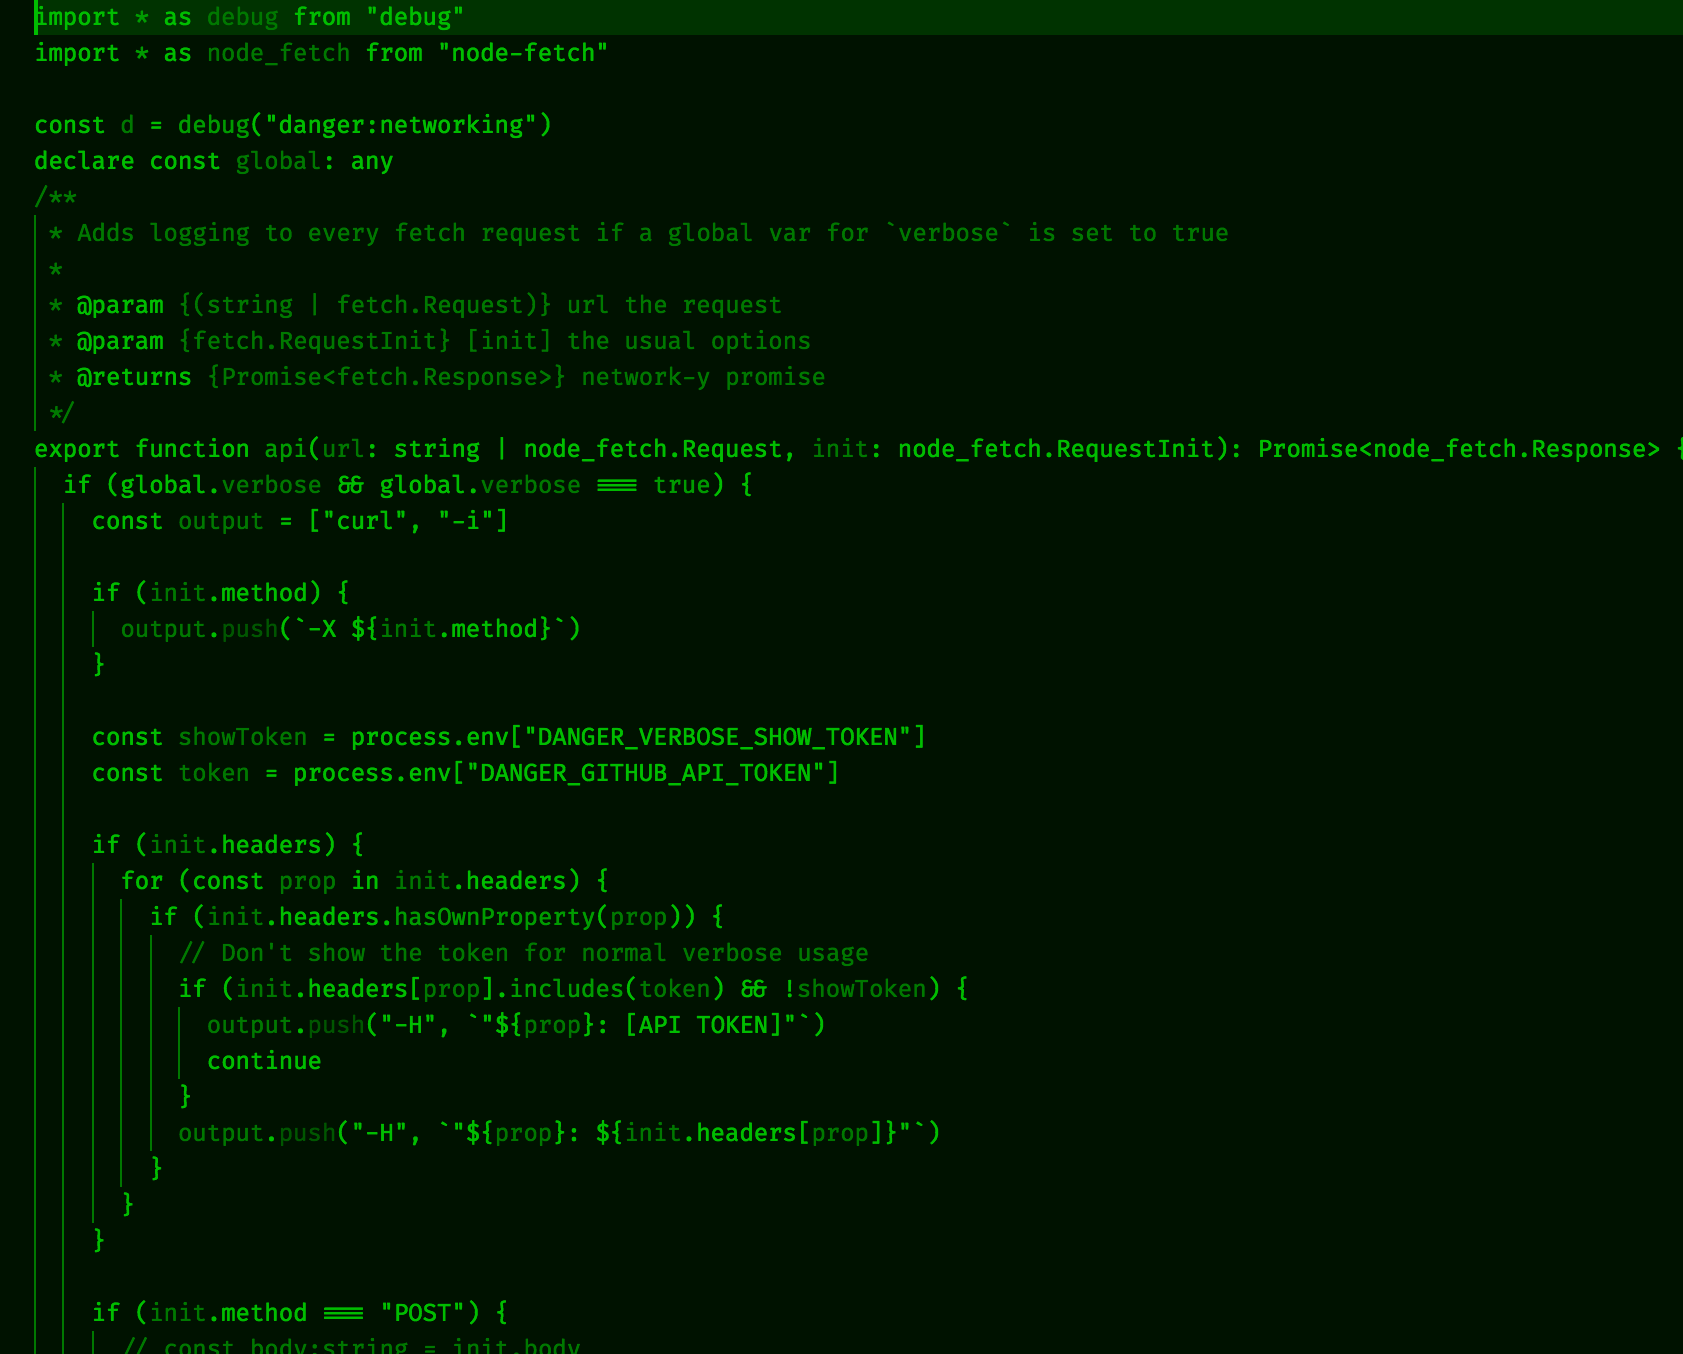 import * as debug from "debug"
import * as node_fetch from "node-fetch"
const d = debug("danger:networking")
declare const global: any
/**
* Adds logging to every fetch request if a global var for `verbose` is set to true
*
* @param {(string | fetch.Request)} url the request
* @param {fetch.RequestInit} [init] the usual options
* @returns {Promise<fetch.Response>} network-y promise
*/
export function api(url: string | node_fetch.Request, init: node_fetch.RequestInit): Promise<node_fetch.Response> {
if (global.verbose && global.verbose === true) {
const output = ["curl", "-i"]
if (init.method) {
output.push(`-X ${init.method}`)
}
const showToken = process.env["DANGER_VERBOSE_SHOW_TOKEN"]
const token = process.env["DANGER_GITHUB_API_TOKEN"]
if (init.headers) {
for (const prop in init.headers) {
if (init.headers.hasOwnProperty(prop)) {
// Don't show the token for normal verbose usage
if (init.headers[prop].includes(token) && !showToken) {
output.push("-H", `"${prop}: [API TOKEN]"`)
continue
}
output.push("-H", `"${prop}: ${init.headers[prop]}"`)
}
}
}
if (init.method === "POST") {
// const body:string = init.body